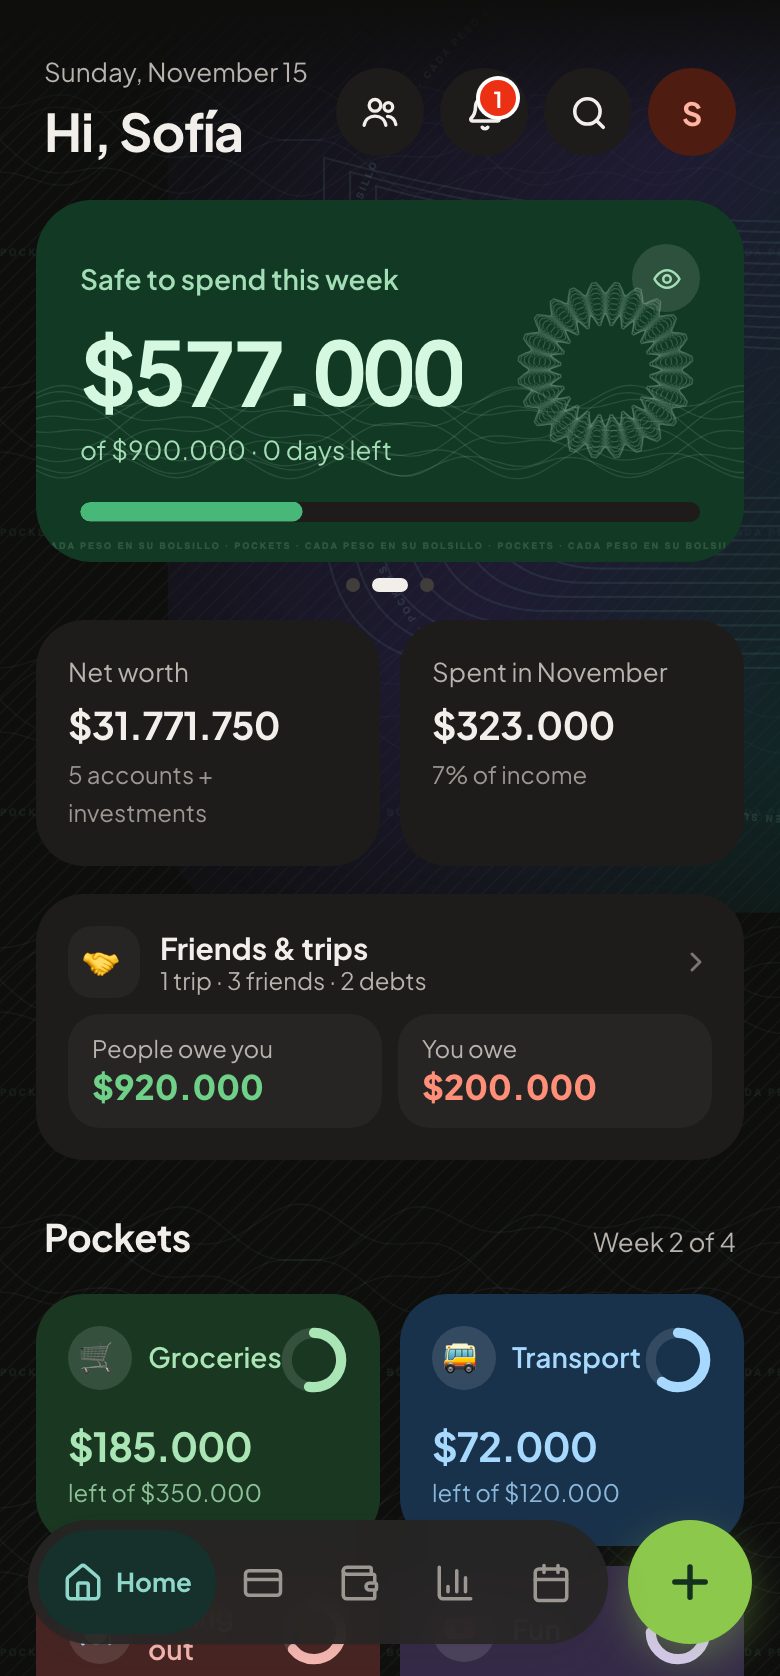 Sunday, November 15
Hi, Sofía
1
S
Safe to spend this week
$577.000
of $900.000 · 0 days left
ADA PESO EN SU BOLSILLO · POCKETS · CADA PESO EN SU BOLSILLO · POCKETS · CADA PESO EN SU BOLSIL
Net worth
$31.771.750
5 accounts +
investments
Spent in November
$323.000
7% of income
Friends & trips
1 trip · 3 friends · 2 debts
People owe you
$920.000
You owe
$200.000
Pockets
Week 2 of 4
Groceries
$185.000
left of $350.000
Transport
$72.000
left of $120.000
Home
out
Fun